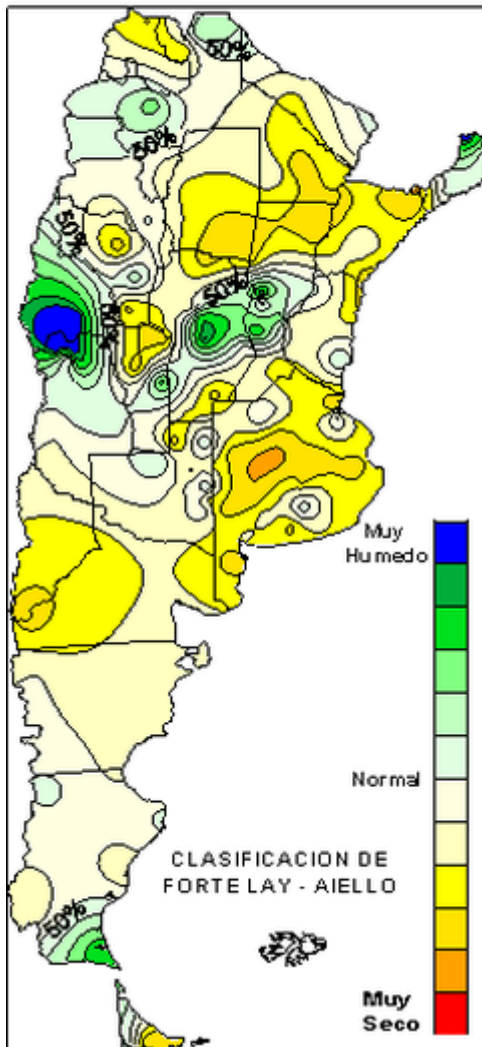 50%
50%
50%
50%
50%
Muy
Humedo
Normal
CLASIFICACION DE
FORTE LAY - AIELLO
50%
Muy
Seco